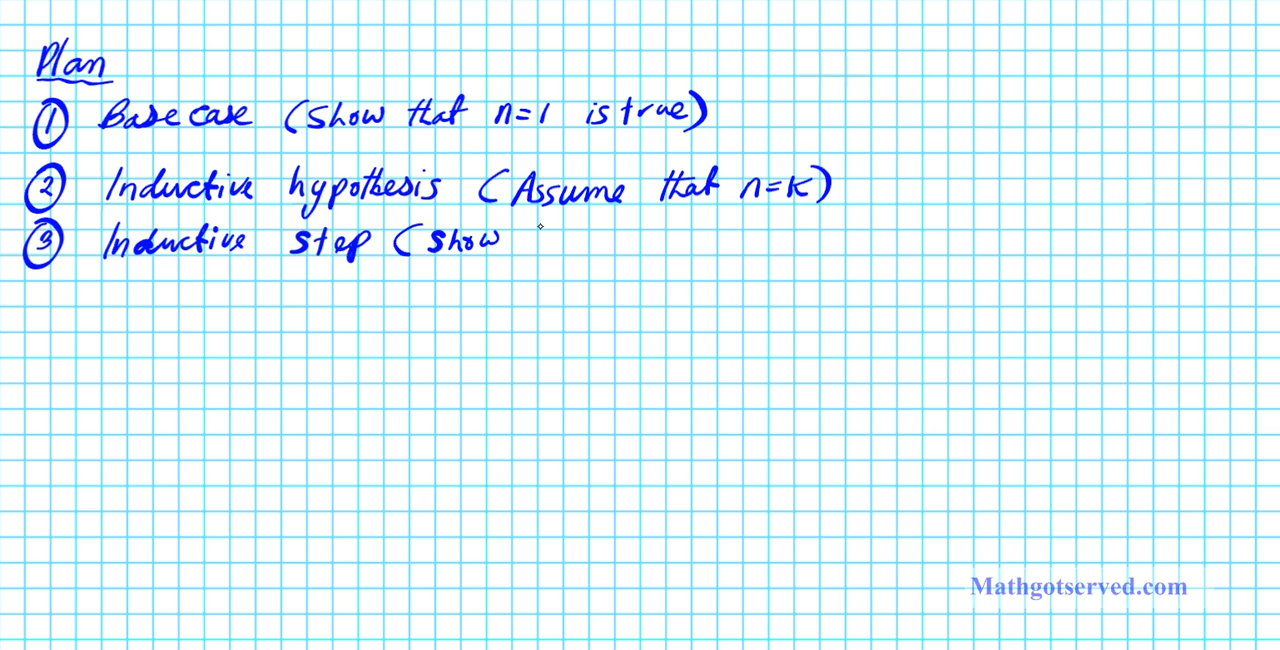 Plan
① Base case (Show that n=1 is true)
② Inductive hypothesis (Assume that n=k)
③ Inductive step (show
Mathgotserved.com